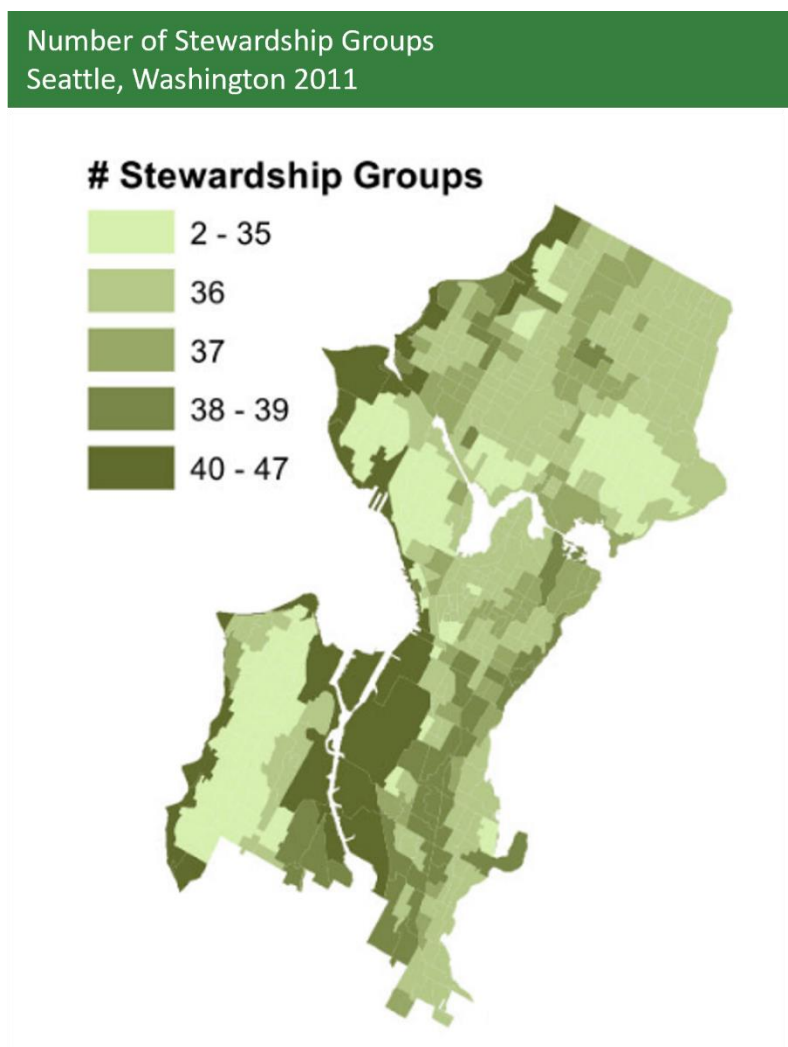 Number of Stewardship Groups
Seattle, Washington 2011
# Stewardship Groups
2 - 35
36
37
38 - 39
40 - 47